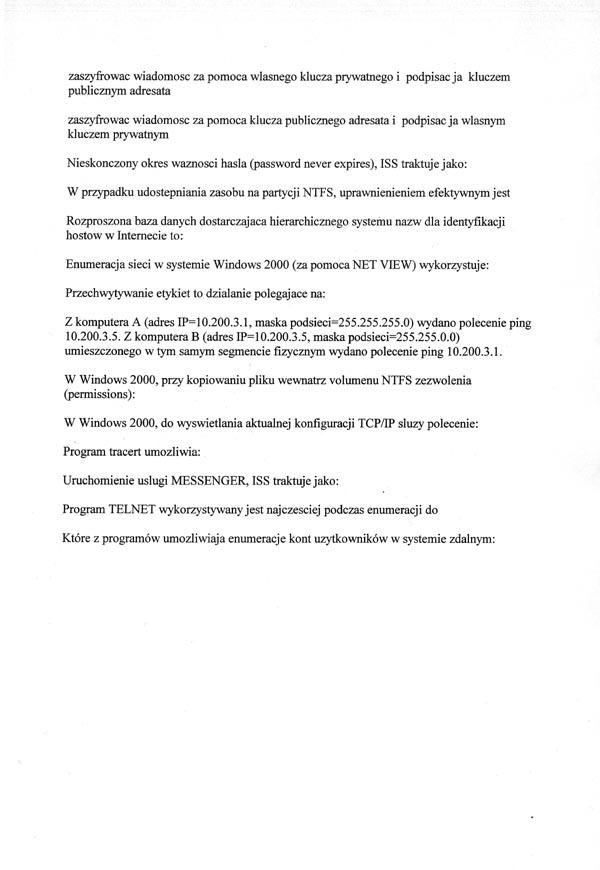 zaszyfrowac wiadomosc za pomoca wlasnego klucza prywatnego i podpisac ja kluczem
publicznym adresata
zaszyfrowac wiadomosc za pomoca klucza publicznego adresata i podpisac ja wlasnym
kluczem prywatnym
Nieskonczony okres waznosci hasla (password never expires), ISS traktuje jako:
W przypadku udostepniania zasobu na partycji NTFS, uprawnienieniem efektywnym jest
Rozproszona baza danych dostarczajaca hierarchicznego systemu nazw dla identyfikacji
hostow w Internecie to:
Enumeracja sieci w systemie Windows 2000 (za pomoca NET VIEW) wykorzystuje:
Przechwytywanie etykiet to dzialanie polegajace na:
Z komputera A (adres IP=10.200.3.1, maska podsieci=255.255.255.0) wydano polecenie ping
10.200.3.5. Z komputera B (adres IP=10.200.3.5, maska podsieci=255.255.0.0)
umieszczonego w tym samym segmencie fizycznym wydano polecenie ping 10.200.3.1.
W Windows 2000, przy kopiowaniu pliku wewnatrz volumenu NTFS zezwolenia
(permissions):
W Windows 2000, do wyswietlania aktualnej konfiguracji TCP/IP sluzy polecenie:
Program tracert umozliwia:
Uruchomienie uslugi MESSENGER, ISS traktuje jako:
Program TELNET wykorzystywany jest najczesciej podczas enumeracji do
Które z programów umozliwiaja enumeracje kont uzytkowników w systemie zdalnym: